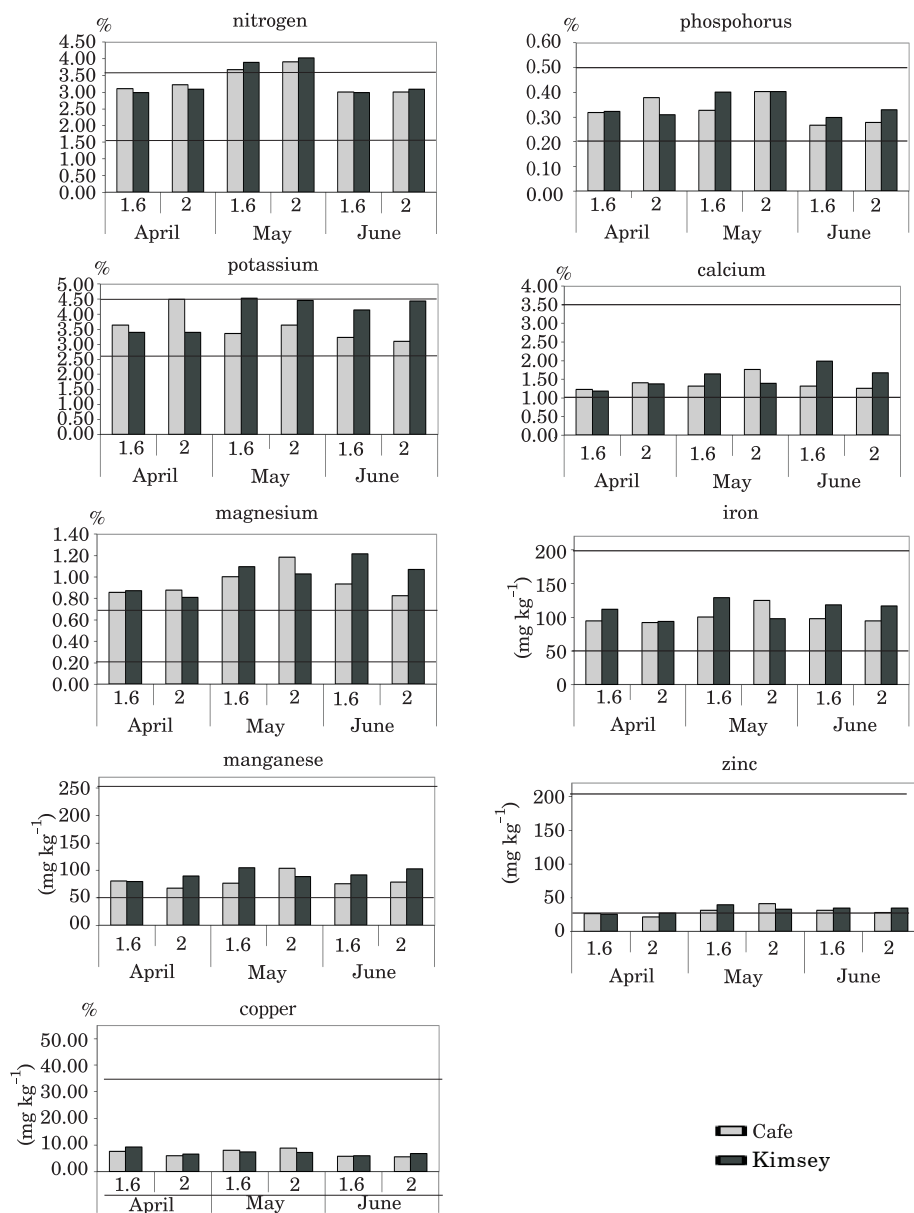 nitrogen
%
4.50
4.00
3.50
3.00
2.50
2.00
1.50
1.00
0.50
0.00
1.6 2 1.6 2 1.6 2
April May June
phospohorus
%
0.60
0.50
0.40
0.30
0.20
0.10
0.00
1.6 2 1.6 2 1.6 2
April May June
potassium
%
5.00
4.50
4.00
3.50
3.00
2.50
2.00
1.50
1.00
0.50
0.00
1.6 2 1.6 2 1.6 2
April May June
calcium
%
4.00
3.50
3.00
2.50
2.00
1.50
1.00
0.50
0.00
1.6 2 1.6 2 1.6 2
April May June
magnesium
%
1.40
1.20
1.00
0.80
0.60
0.40
0.20
0.00
1.6 2 1.6 2 1.6 2
April May June
iron
(mg kg⁻¹)
200
150
100
50
0
1.6 2 1.6 2 1.6 2
April May June
manganese
(mg kg⁻¹)
250
200
150
100
50
00
1.6 2 1.6 2 1.6 2
April May June
zinc
(mg kg⁻¹)
200
150
100
50
0
1.6 2 1.6 2 1.6 2
April May June
copper
%
(mg kg⁻¹)
50.00
40.00
30.00
20.00
10.00
0.00
1.6 2 1.6 2 1.6 2
April May June
Cafe
Kimsey